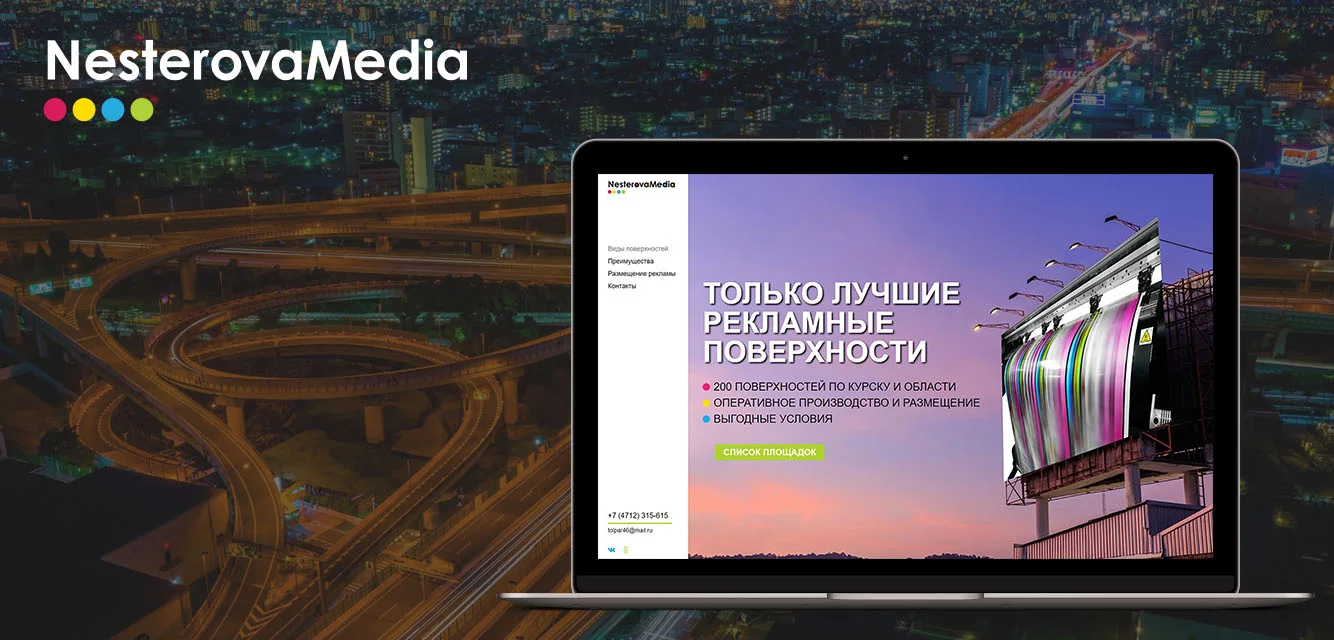 NesterovaMedia
NesterovaMedia
Виды поверхностей
Преимущества
Размещение рекламы
Контакты
ТОЛЬКО ЛУЧШИЕ
РЕКЛАМНЫЕ
ПОВЕРХНОСТИ
200 ПОВЕРХНОСТЕЙ ПО КУРСКУ И ОБЛАСТИ
ОПЕРАТИВНОЕ ПРОИЗВОДСТВО И РАЗМЕЩЕНИЕ
ВЫГОДНЫЕ УСЛОВИЯ
СПИСОК ПЛОЩАДОК
+7 (4712) 315-615
tolpar46@mail.ru